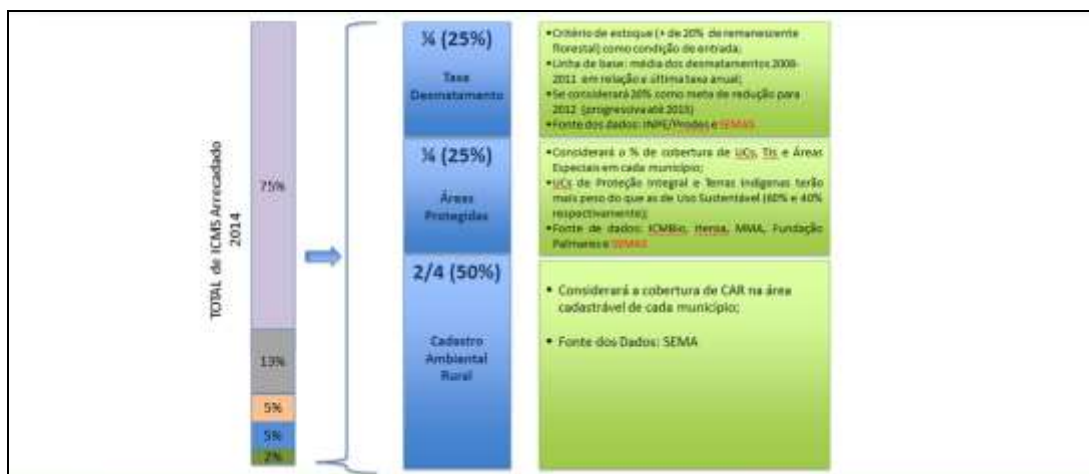 TOTAL de ICMS Arrecadado
2014
75%
13%
5%
5%
2%
¼ (25%)
Taxa
Desmatamento
¼ (25%)
Áreas
Protegidas
2/4 (50%)
Cadastro
Ambiental
Rural
•Critério de estoque (+ de 20% de remanescente
florestal) como condição de entrada;
•Linha de base: média dos desmatamentos
2011 em relação a última taxa anual;
•Se considerará 20% como meta de redução para
2012 (progressiva até 2015)
•Fonte dos dados: INPE/Prodes e SEMAS
•Considerará o % de cobertura de UCs, TIs e Áreas
Especiais em cada município;
•UCs de Proteção Integral e Terras Indígenas terão
mais peso do que as de Uso Sustentável (60% e 40%
respectivamente);
•Fonte de dados: ICMBio, MMA, Fundação
Palmares e SEMAS
• Considerará a cobertura de CAR na área
cadastrável de cada município;
• Fonte dos Dados: SEMA